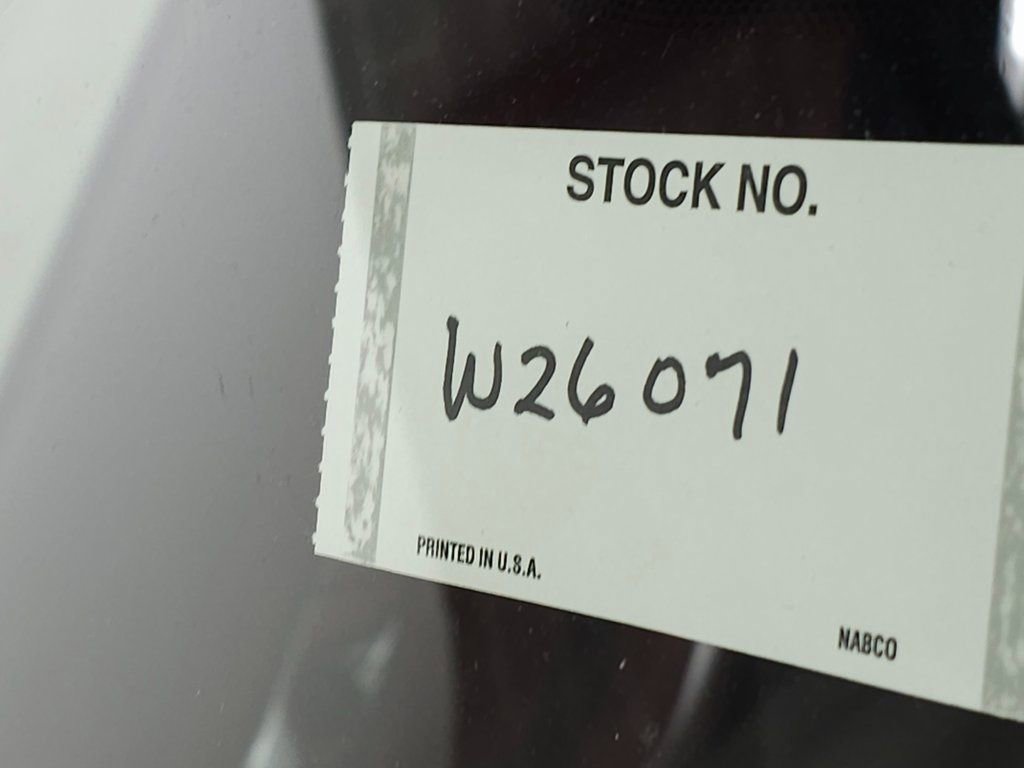 STOCK NO.
W26071
PRINTED IN U.S.A.
NABCO